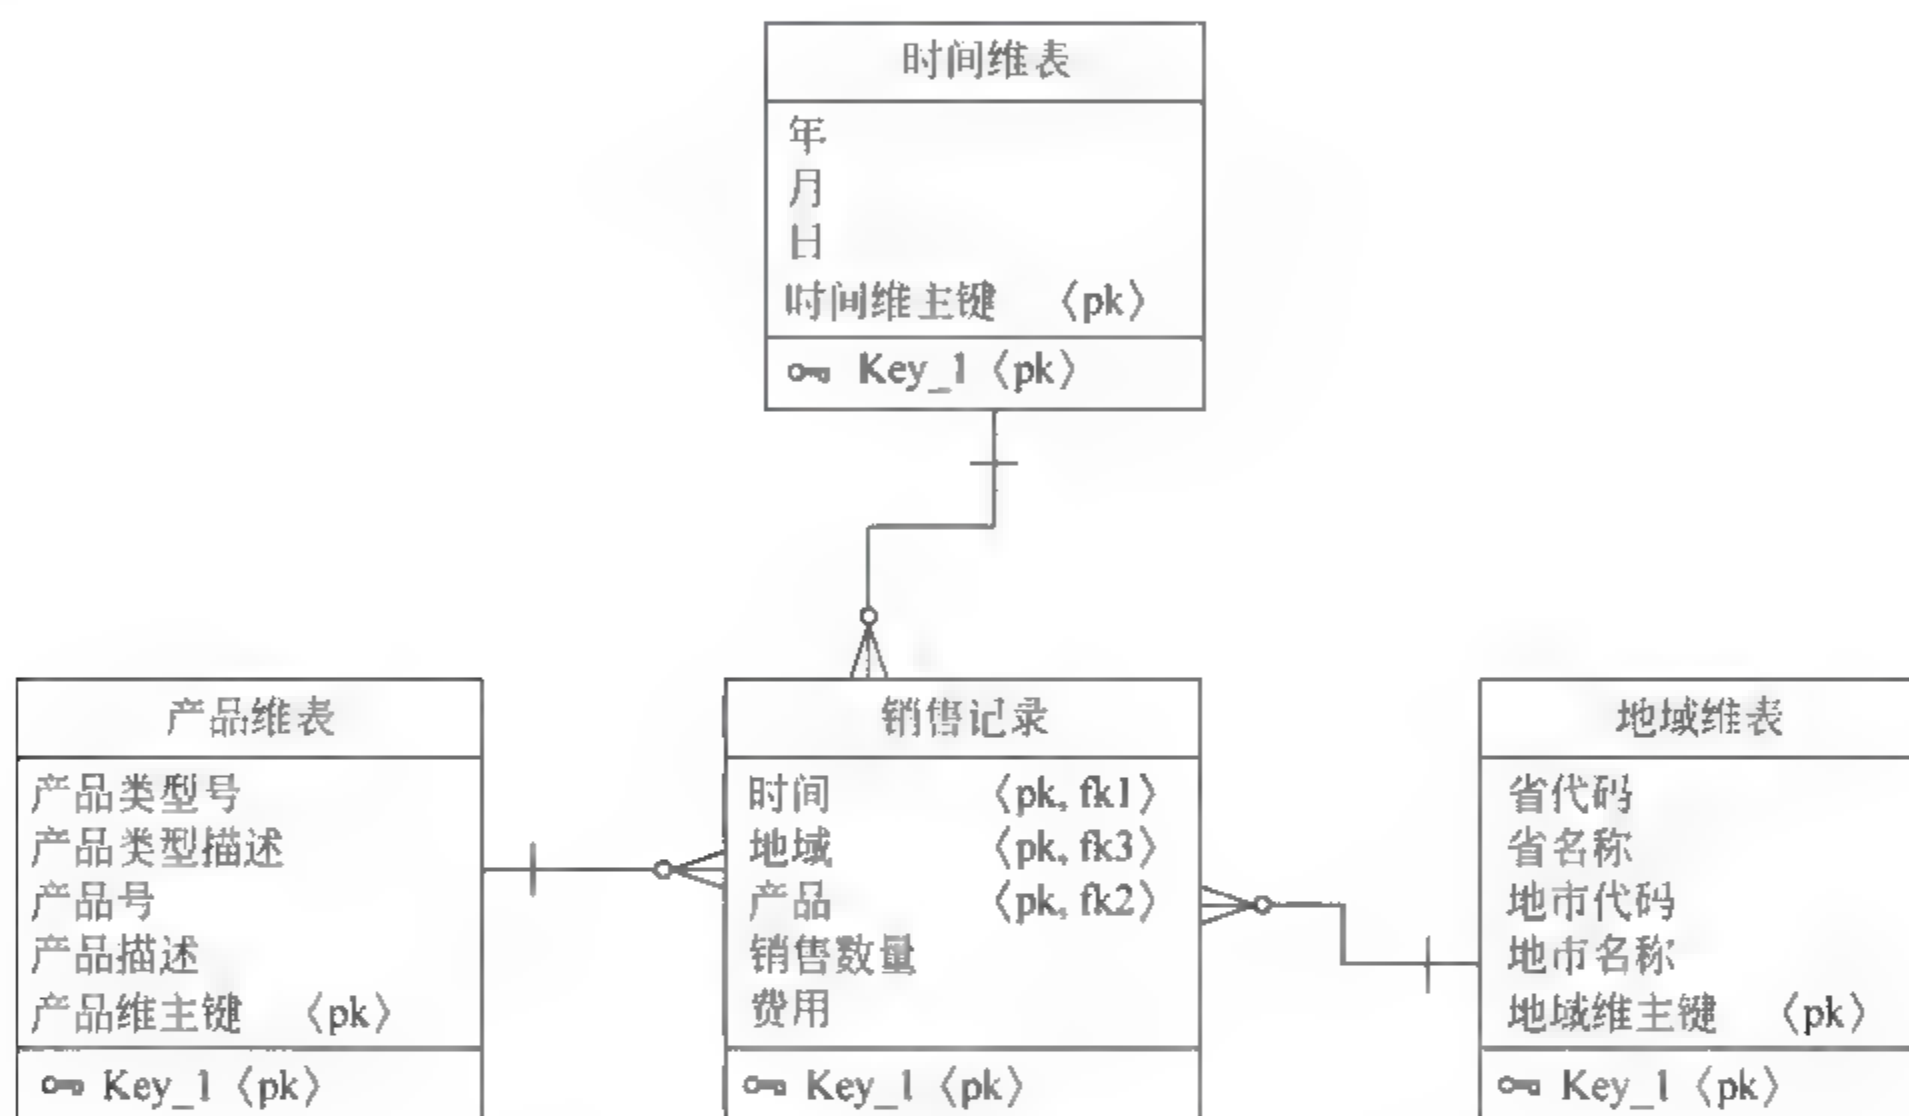 时间维表
年
月
日
时间维主键 〈pk〉
Key_1〈pk〉
产品维表
产品类型号
产品类型描述
产品号
产品描述
产品维主键 〈pk〉
Key_1〈pk〉
销售记录
时间 〈pk, fk1〉
地域 〈pk, fk3〉
产品 〈pk, fk2〉
销售数量
费用
Key_1〈pk〉
地域维表
省代码
省名称
地市代码
地市名称
地域维主键 〈pk〉
Key_1〈pk〉